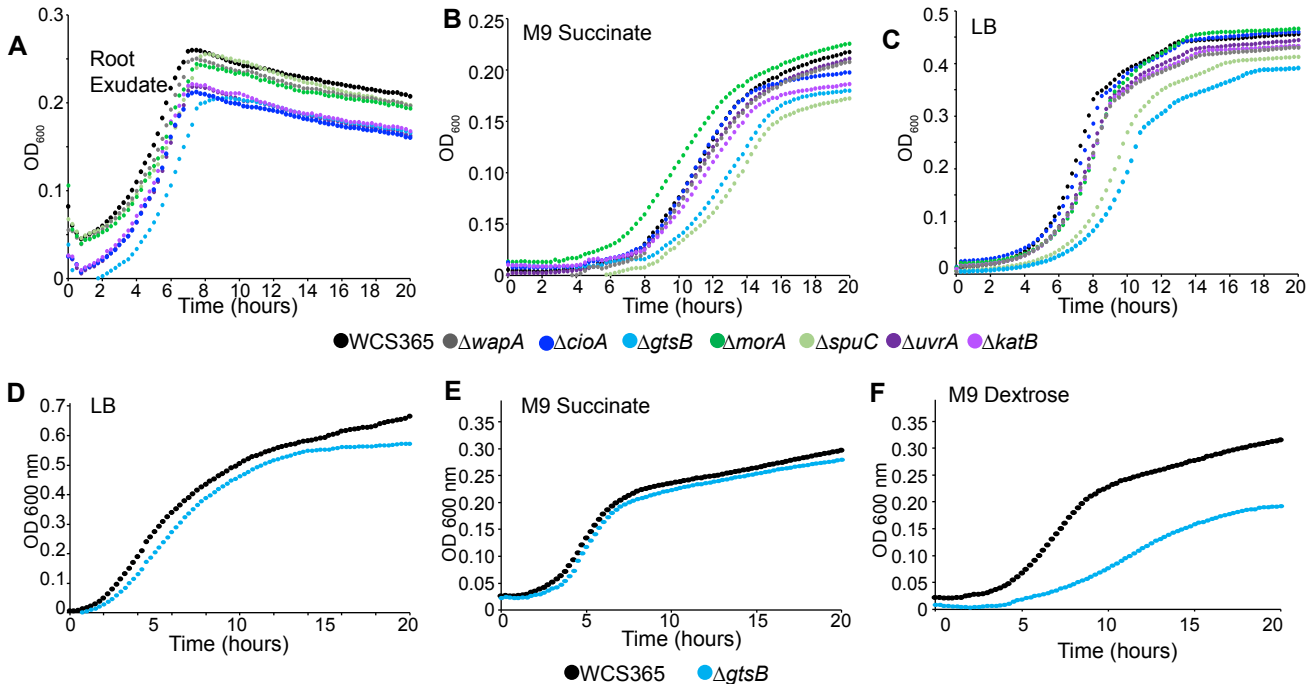 A
Root
Exudate
OD600
0.3
0.2
0.1
0
0 2 4 6 8 10 12 14 16 18 20
Time (hours)
B
M9 Succinate
OD600
0.25
0.20
0.15
0.10
0.15
0
0 2 4 6 8 10 12 14 16 18 20
Time (hours)
C
LB
OD600
0.5
0.4
0.3
0.2
0.1
0
0 2 4 6 8 10 12 14 16 18 20
Time (hours)
WCS365 ΔwapA ΔcioA ΔgtsB ΔmorA ΔspuC ΔuvrA ΔkatB
D
LB
OD 600 nm
0.7
0.6
0.5
0.4
0.3
0.2
0.1
0
0 5 10 15 20
Time (hours)
E
M9 Succinate
OD 600 nm
0.35
0.30
0.25
0.20
0.15
0.10
0.05
0
0 5 10 15 20
Time (hours)
F
M9 Dextrose
OD 600 nm
0.35
0.30
0.25
0.20
0.15
0.10
0.05
0
0 5 10 15 20
Time (hours)
WCS365 ΔgtsB